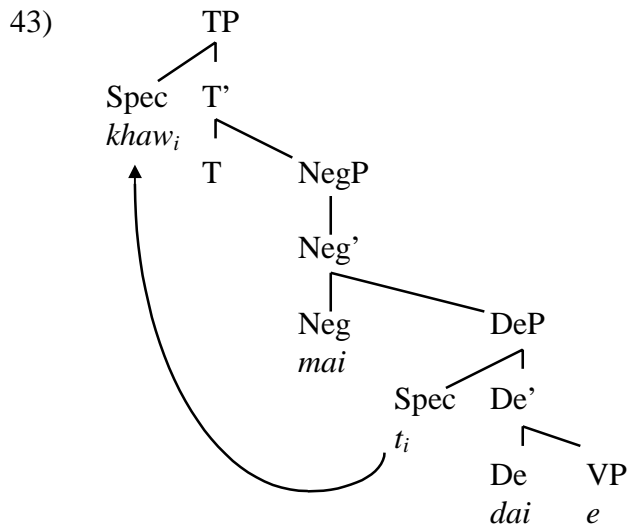 43) TP
Spec T’
khawi
T NegP
Neg’
Neg DeP
mai
Spec De’
ti
De VP
dai e